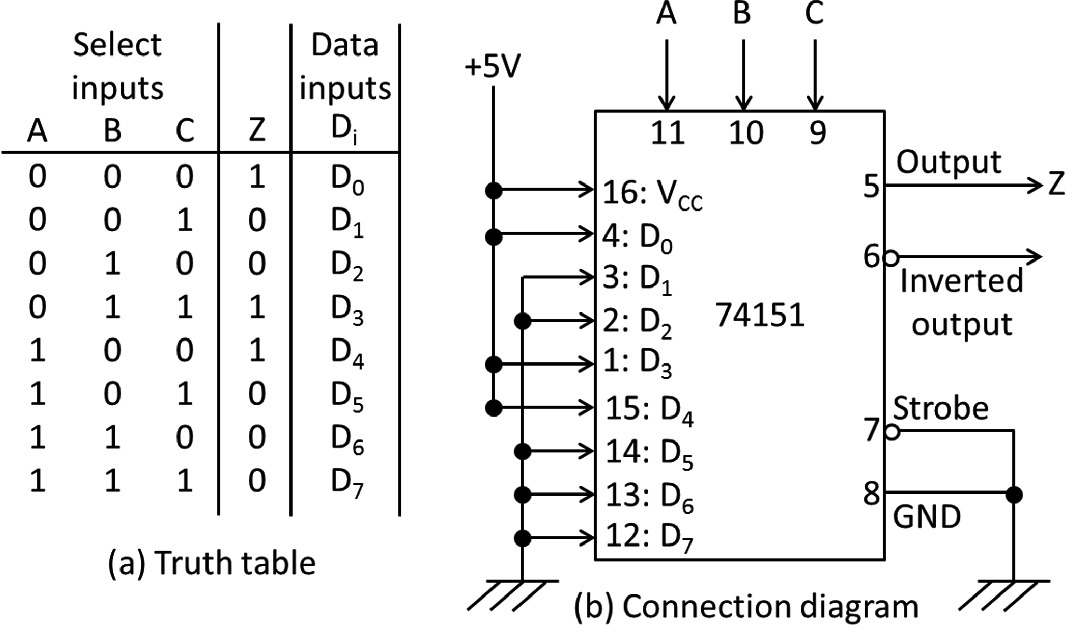 Select inputs
Data inputs
A B C Z Di
0 0 0 1 D0
0 0 1 0 D1
0 1 0 0 D2
0 1 1 1 D3
1 0 0 1 D4
1 0 1 0 D5
1 1 0 0 D6
1 1 1 0 D7
(a) Truth table
A B C
+5V
11 10 9
16: VCC
4: D0
3: D1
2: D2
1: D3
15: D4
14: D5
13: D6
12: D7
74151
5 Output Z
6 Inverted
output
7 Strobe
8 GND
(b) Connection diagram